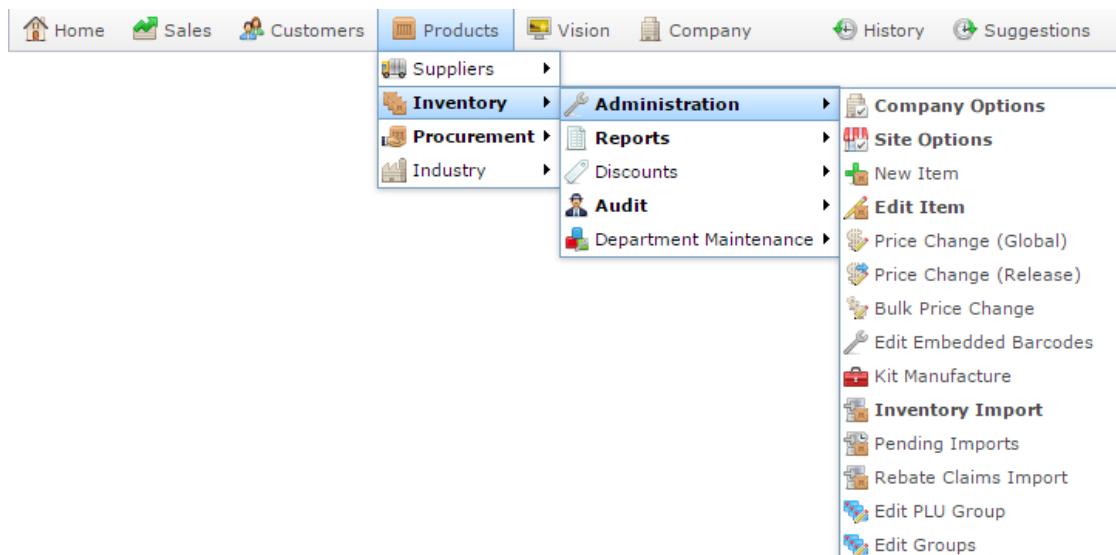 Home Sales Customers Products Vision Company History Suggestions
Suppliers
Inventory Administration Company Options
Procurement Reports Site Options
Industry Discounts New Item
Audit Edit Item
Department Maintenance Price Change (Global)
Price Change (Release)
Bulk Price Change
Edit Embedded Barcodes
Kit Manufacture
Inventory Import
Pending Imports
Rebate Claims Import
Edit PLU Group
Edit Groups